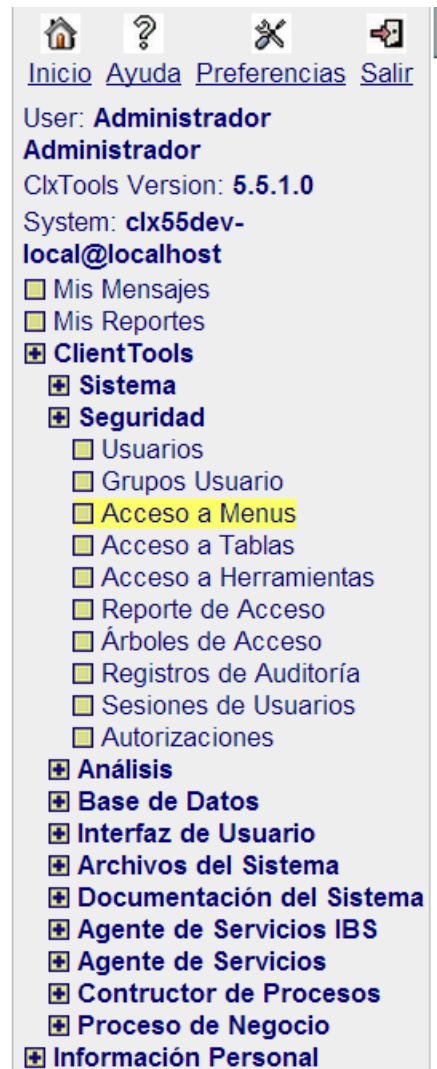 Inicio Ayuda Preferencias Salir
User: Administrador
Administrador
ClxTools Version: 5.5.1.0
System: clx55dev-
local@localhost
Mis Mensajes
Mis Reportes
ClientTools
Sistema
Seguridad
Usuarios
Grupos Usuario
Acceso a Menus
Acceso a Tablas
Acceso a Herramientas
Reporte de Acceso
Árboles de Acceso
Registros de Auditoría
Sesiones de Usuarios
Autorizaciones
Análisis
Base de Datos
Interfaz de Usuario
Archivos del Sistema
Documentación del Sistema
Agente de Servicios IBS
Agente de Servicios
Contructor de Procesos
Proceso de Negocio
Información Personal